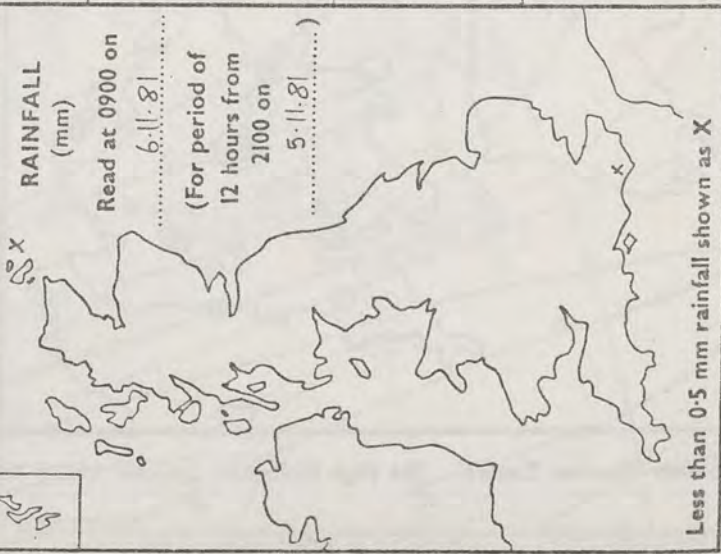 RAINFALL
(mm)
Read at 0900 on
6.11.81
(For period of
12 hours from
2100 on
5.11.81)
X
x
Less than 0·5 mm rainfall shown as X